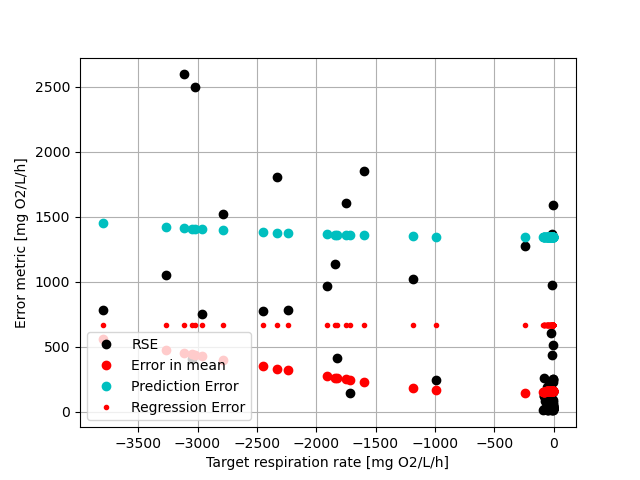 2500
2000
1500
1000
500
0
Error metric [mg O2/L/h]
RSE
Error in mean
Prediction Error
Regression Error
−3500 −3000 −2500 −2000 −1500 −1000 −500 0
Target respiration rate [mg O2/L/h]